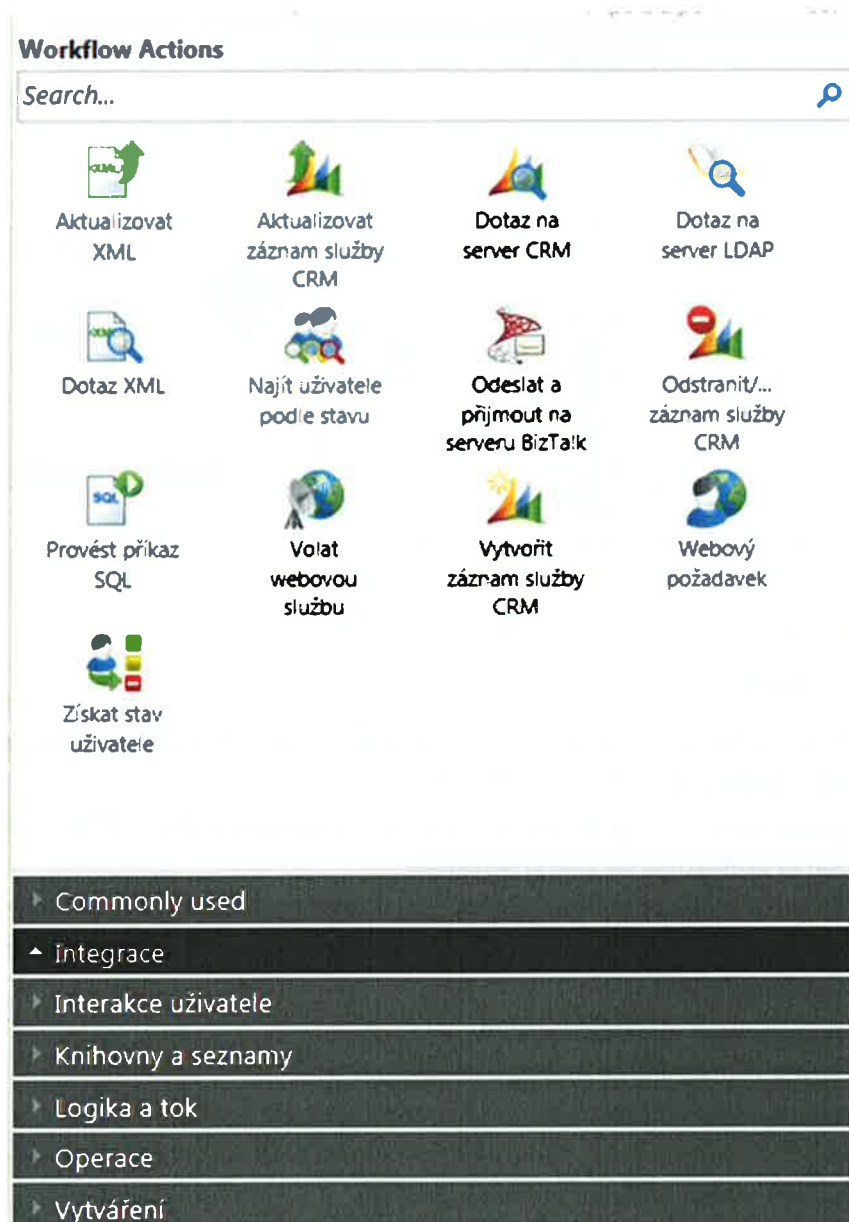 Workflow Actions
Search...
Aktualizovat
XML
Aktualizovat
záznam služby
CRM
Dotaz na
server CRM
Dotaz na
server LDAP
Dotaz XML
Najít uživatele
podle stavu
Odeslat a
přijmout na
serveru BizTalk
Odstranit/...
záznam služby
CRM
SQL
Provést příkaz
SQL
Volat
webovou
službu
Vytvořit
záznam služby
CRM
Webový
požadavek
Získat stav
uživatele
Commonly used
Integrace
Interakce uživatele
Knihovny a seznamy
Logika a tok
Operace
Vytváření